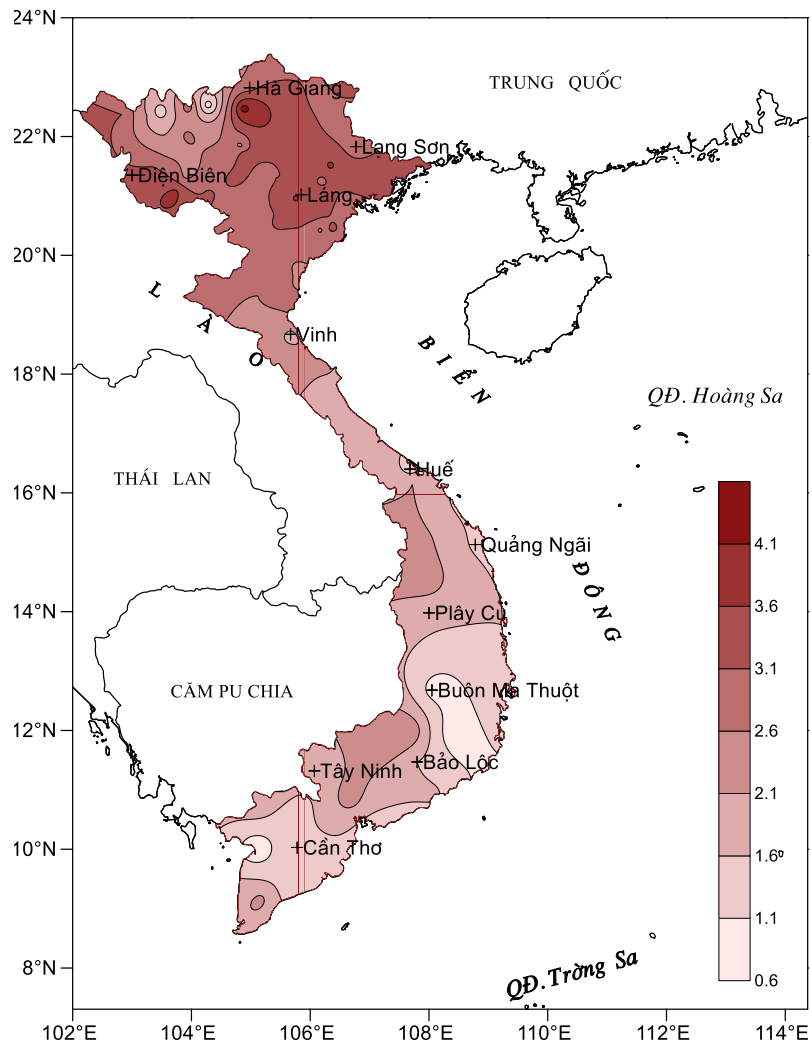 24°N
TRUNG QUỐC
Hà Giang
22°N
Lạng Sơn
Điện Biên
Láng
20°N
L À O
Vinh
BIỂN
18°N
QĐ. Hoàng Sa
THÁI LAN
Huế
16°N
4.1
Quảng Ngãi
ĐÔNG
3.6
14°N
Plây Cu
3.1
CĂM PU CHIA
Buôn Ma Thuột
2.6
12°N
Bảo Lộc
Tây Ninh
2.1
10°N
Cần Thơ
1.6
1.1
8°N
QĐ. Trờng Sa
0.6
102°E 104°E 106°E 108°E 110°E 112°E 114°E